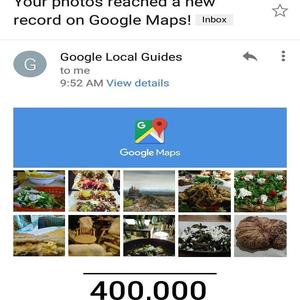 Your photos reached a new
record on Google Maps! Inbox
G
Google Local Guides
to me
9:52 AM View details
G
Google Maps
400,000